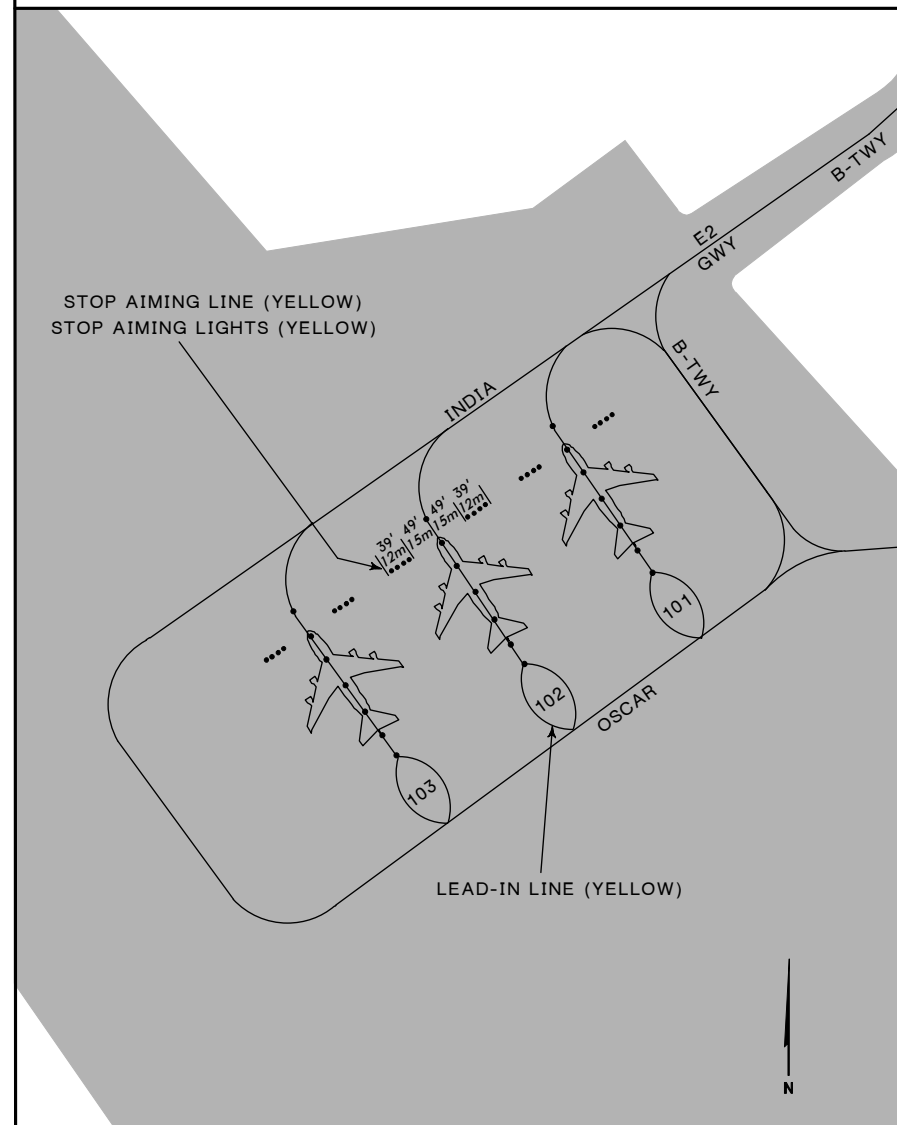 B-TWY
E2
GWY
STOP AIMING LINE (YELLOW)
STOP AIMING LIGHTS (YELLOW)
B-TWY
INDIA
39' 49' 49' 39'
12m 15m 15m 12m
101
102
OSCAR
103
LEAD-IN LINE (YELLOW)
N